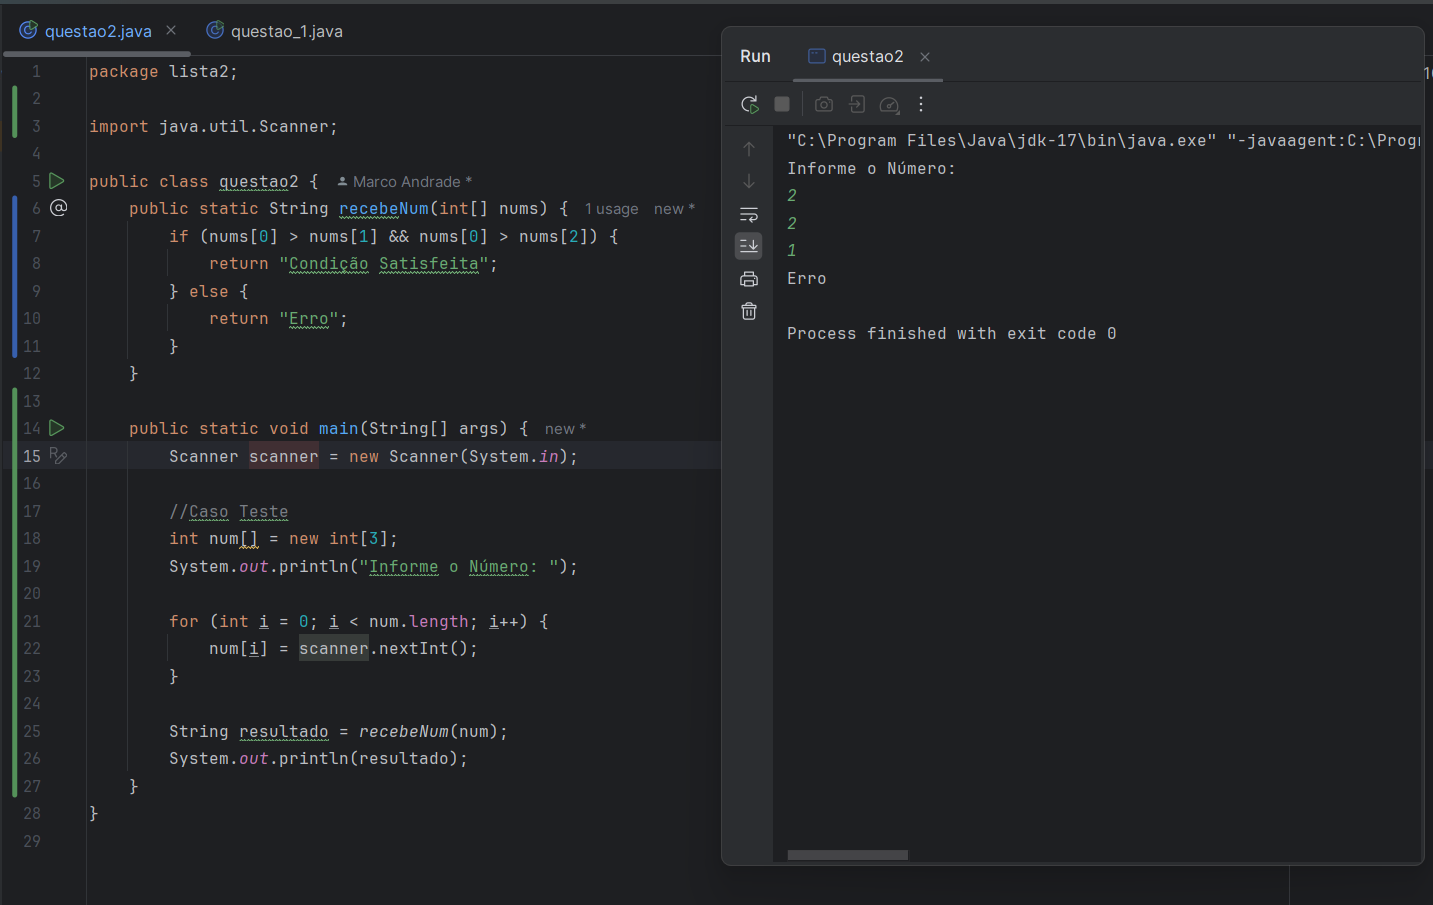 questao2.java
questao_1.java
1 package lista2;
2
3 import java.util.Scanner;
4
5 public class questao2 { Marco Andrade *
6 public static String recebeNum(int[] nums) { 1 usage new *
7 if (nums[0] > nums[1] && nums[0] > nums[2]) {
8 return "Condição Satisfeita";
9 } else {
10 return "Erro";
11 }
12 }
13
14 public static void main(String[] args) { new *
15 Scanner scanner = new Scanner(System.in);
16
17 //Caso Teste
18 int num[] = new int[3];
19 System.out.println("Informe o Número: ");
20
21 for (int i = 0; i < num.length; i++) {
22 num[i] = scanner.nextInt();
23 }
24
25 String resultado = recebeNum(num);
26 System.out.println(resultado);
27 }
28 }
29
Run questao2
"C:\Program Files\Java\jdk-17\bin\java.exe" "-javaagent:C:\Progr
Informe o Número:
2
2
1
Erro
Process finished with exit code 0